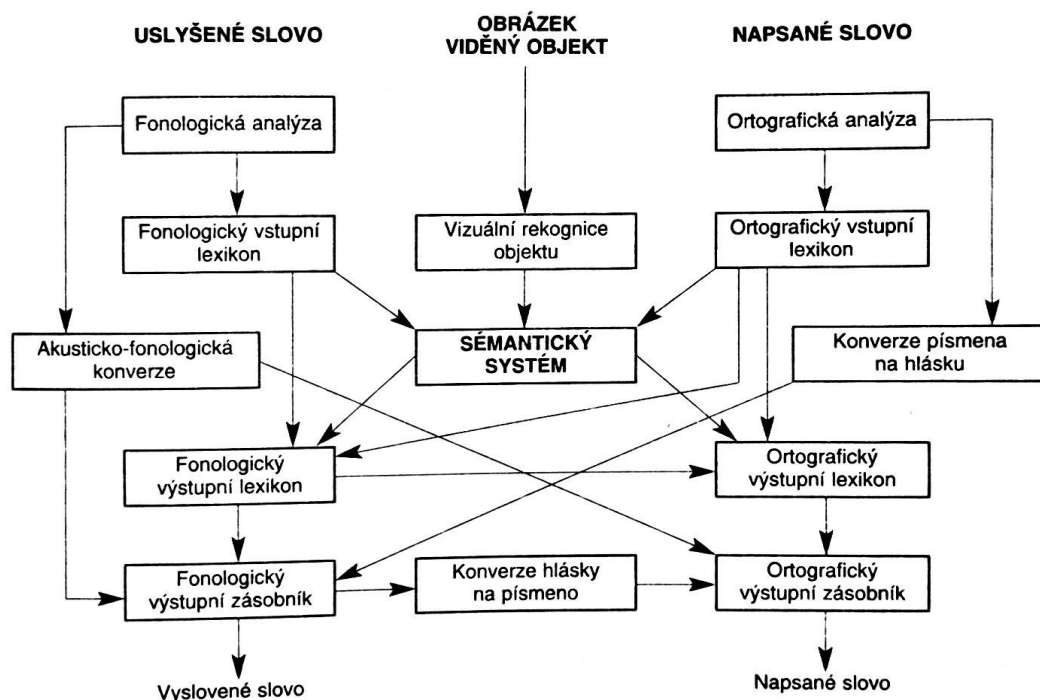 USLYŠENÉ SLOVO
OBRÁZEK
VIDĚNÝ OBJEKT
NAPSANÉ SLOVO
Fonologická analýza
Ortografická analýza
Fonologický vstupní
lexikon
Vizuální rekognice
objektu
Ortografický vstupní
lexikon
Akusticko-fonologická
konverze
SÉMANTICKÝ
SYSTÉM
Konverze písmena
na hlásku
Fonologický
výstupní lexikon
Ortografický
výstupní lexikon
Fonologický
výstupní zásobník
Konverze hlásky
na písmeno
Ortografický
výstupní zásobník
Vyslovené slovo
Napsané slovo